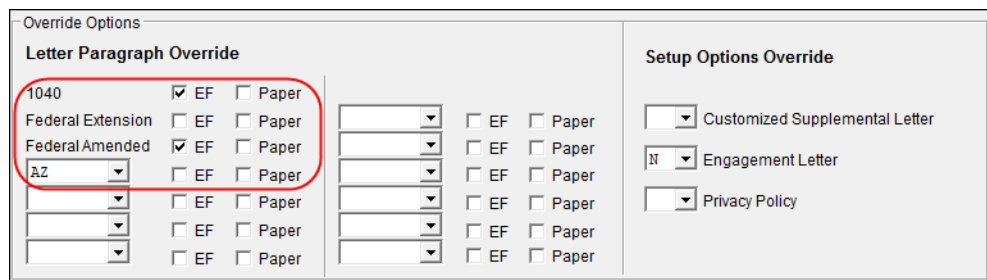 Override Options
Letter Paragraph Override
Setup Options Override
1040 EF Paper
Federal Extension EF Paper EF Paper Customized Supplemental Letter
Federal Amended EF Paper EF Paper
AZ EF Paper EF Paper N Engagement Letter
EF Paper EF Paper Privacy Policy
EF Paper EF Paper
EF Paper EF Paper